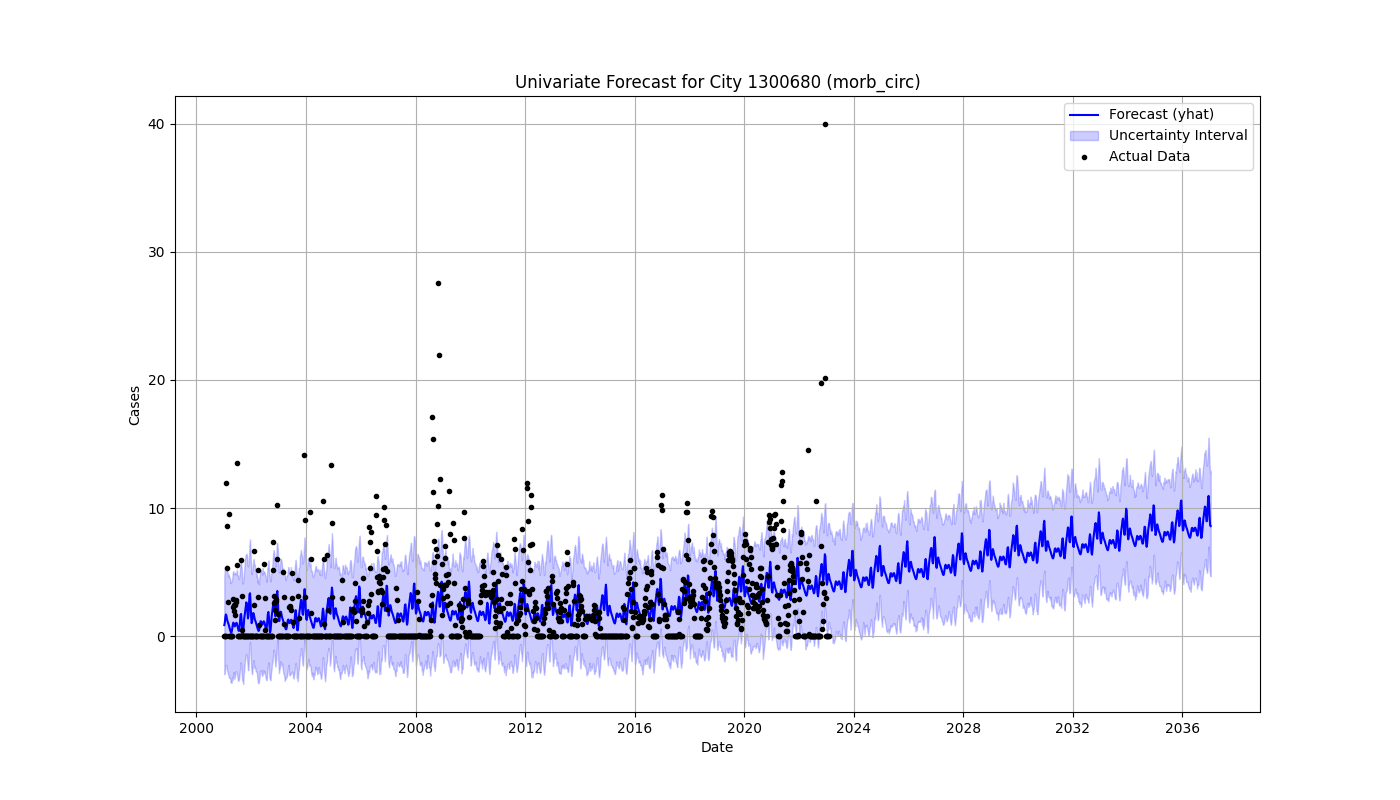 Univariate Forecast for City 1300680 (morb_circ)
Forecast (yhat)
Uncertainty Interval
Actual Data
Cases
40
30
20
10
0
2000 2004 2008 2012 2016 2020 2024 2028 2032 2036
Date